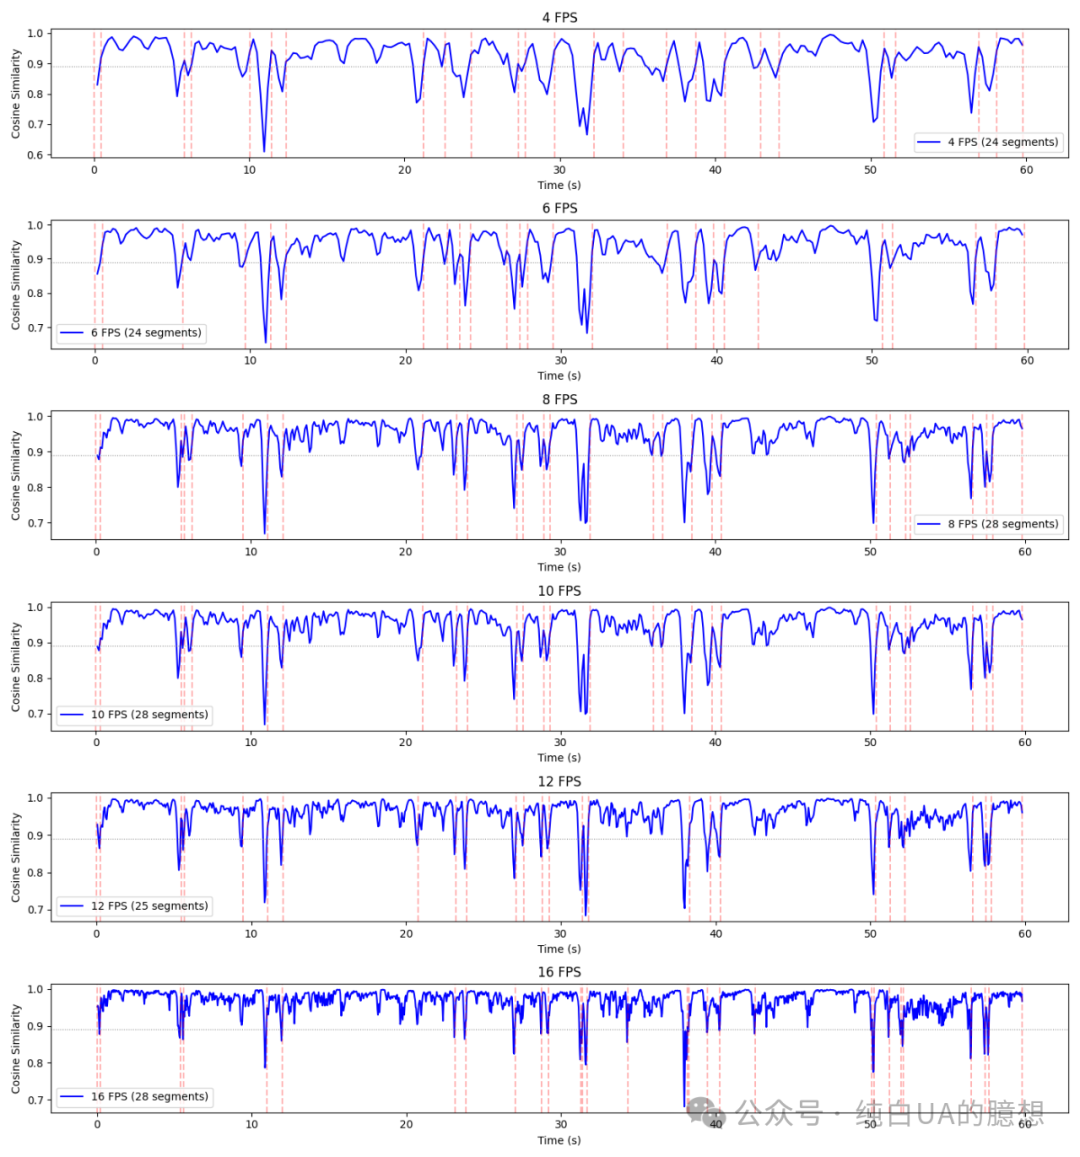 4 FPS
1.0
0.9
0.8
0.7
0.6
Cosine Similarity
4 FPS (24 segments)
0 10 20 30 40 50 60
Time (s)
6 FPS
1.0
0.9
0.8
0.7
Cosine Similarity
6 FPS (24 segments)
0 10 20 30 40 50 60
Time (s)
8 FPS
1.0
0.9
0.8
0.7
Cosine Similarity
8 FPS (28 segments)
0 10 20 30 40 50 60
Time (s)
10 FPS
1.0
0.9
0.8
0.7
Cosine Similarity
10 FPS (28 segments)
0 10 20 30 40 50 60
Time (s)
12 FPS
1.0
0.9
0.8
0.7
Cosine Similarity
12 FPS (25 segments)
0 10 20 30 40 50 60
Time (s)
16 FPS
1.0
0.9
0.8
0.7
Cosine Similarity
16 FPS (28 segments)
公众号 · 纯白UA的臆想
0 10 20 30 40 50 60
Time (s)